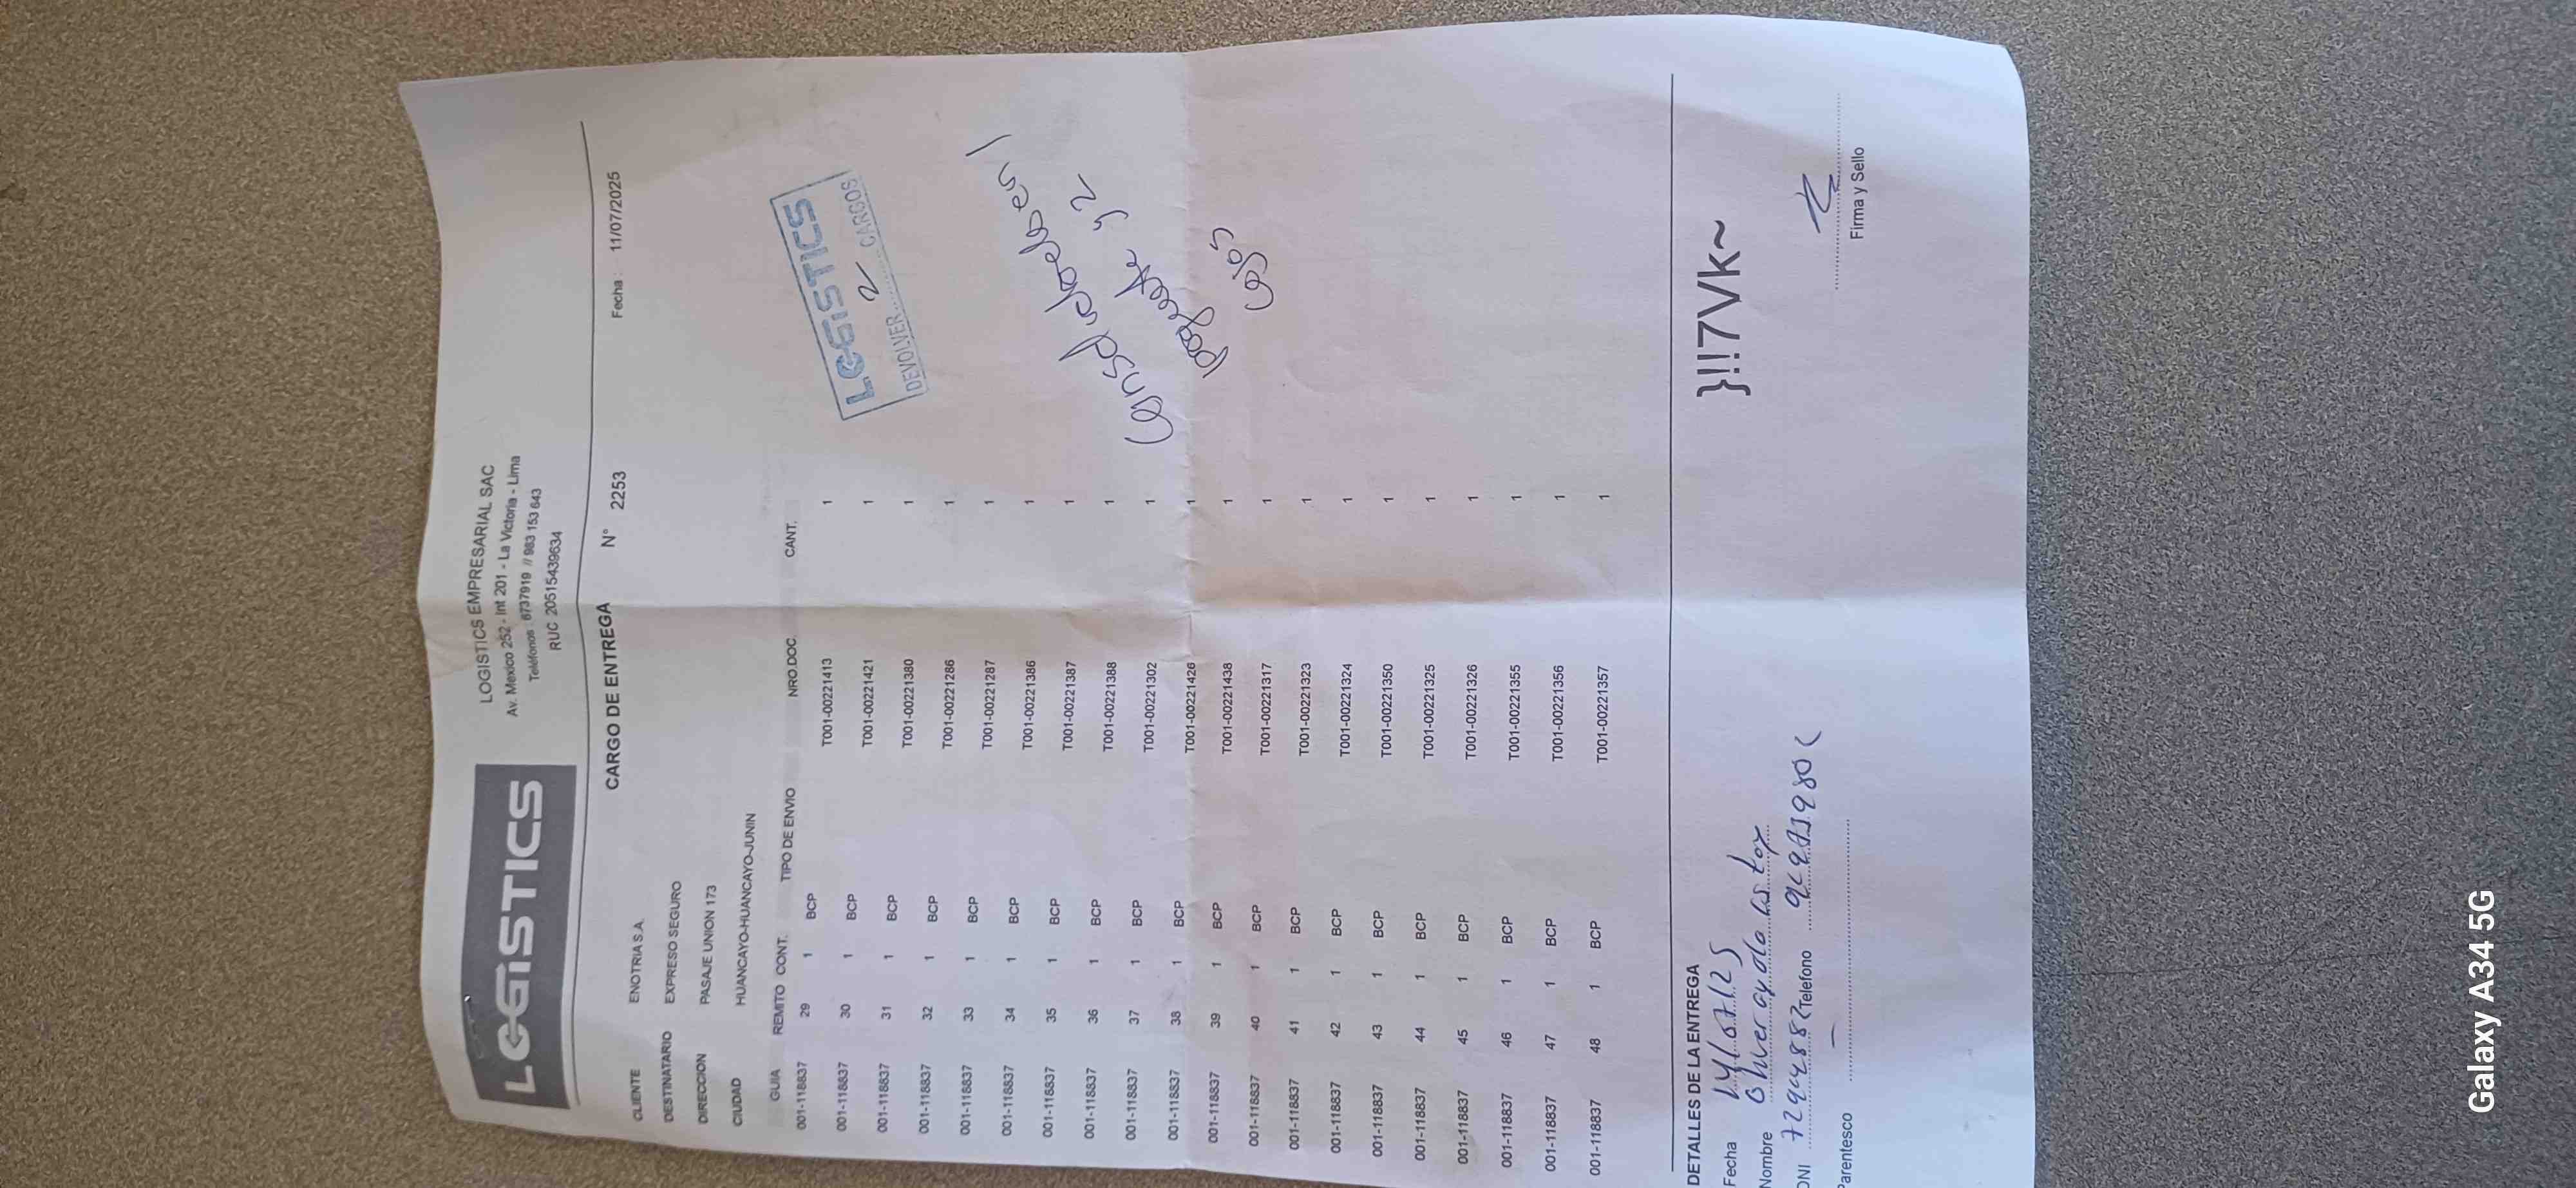 LOGISTICS
LOGISTICS EMPRESARIAL SAC
Av. Mexico 252 - Int 201 - La Victoria - Lima
Teléfonos : 6737919 // 983 153 643
RUC 20515439634
CARGO DE ENTREGA N° 2253 Fecha : 11/07/2025
CLIENTE ENOTRIA S.A.
DESTINATARIO EXPRESO SEGURO
DIRECCION PASAJE UNION 173
CIUDAD HUANCAYO-HUANCAYO-JUNIN
GUIA REMITO CONT. TIPO DE ENVIO NRO.DOC. CANT.
001-118837 29 1 BCP T001-00221413 1
001-118837 30 1 BCP T001-00221421 1
001-118837 31 1 BCP T001-00221380 1
001-118837 32 1 BCP T001-00221286 1
001-118837 33 1 BCP T001-00221287 1
001-118837 34 1 BCP T001-00221386 1
001-118837 35 1 BCP T001-00221387 1
001-118837 36 1 BCP T001-00221388 1
001-118837 37 1 BCP T001-00221302 1
001-118837 38 1 BCP T001-00221426 1
001-118837 39 1 BCP T001-00221438 1
001-118837 40 1 BCP T001-00221317 1
001-118837 41 1 BCP T001-00221323 1
001-118837 42 1 BCP T001-00221324 1
001-118837 43 1 BCP T001-00221350 1
001-118837 44 1 BCP T001-00221325 1
001-118837 45 1 BCP T001-00221326 1
001-118837 46 1 BCP T001-00221355 1
001-118837 47 1 BCP T001-00221356 1
001-118837 48 1 BCP T001-00221357 1
LOGISTICS
DEVOLVER 2 CARGOS
en 1
y 2
DETALLES DE LA ENTREGA
}!!7Vk~
Fecha 14/07/25
Nombre
DNI Telefono
Parentesco
Firma y Sello
Galaxy A34 5G